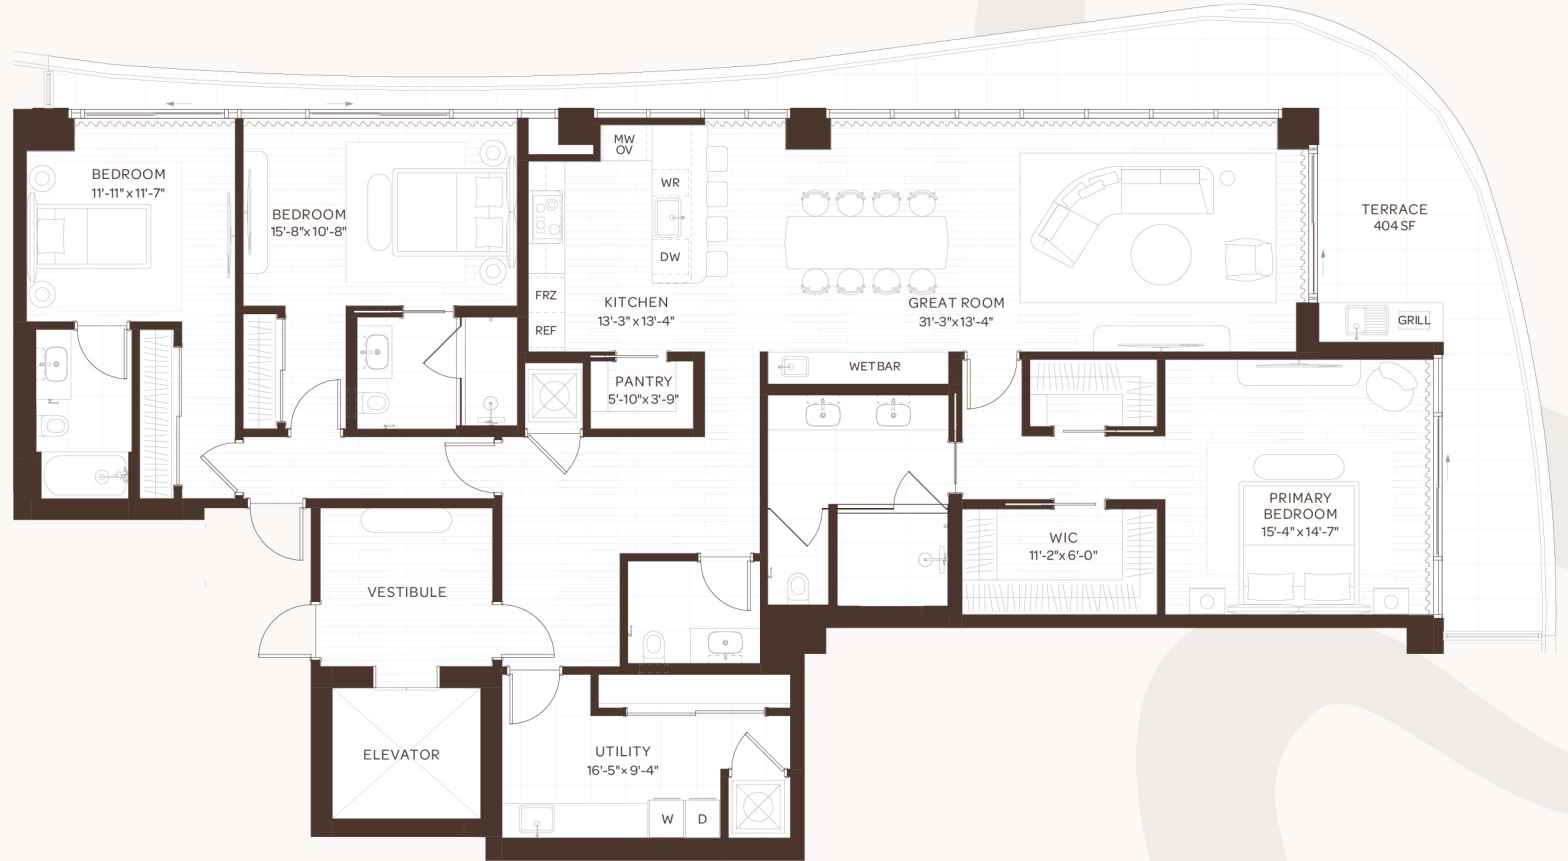 BEDROOM
11'-11" x 11'-7"
BEDROOM
15'-8"x 10'-8"
MW
OV
WR
DW
FRZ
REF
KITCHEN
13'-3" x 13'-4"
GREAT ROOM
31'-3"x 13'-4"
TERRACE
404 SF
GRILL
PANTRY
5'-10"x 3'-9"
WETBAR
PRIMARY
BEDROOM
15'-4" x 14'-7"
WIC
11'-2"x 6'-0"
VESTIBULE
ELEVATOR
UTILITY
16'-5"x 9'-4"
W
D